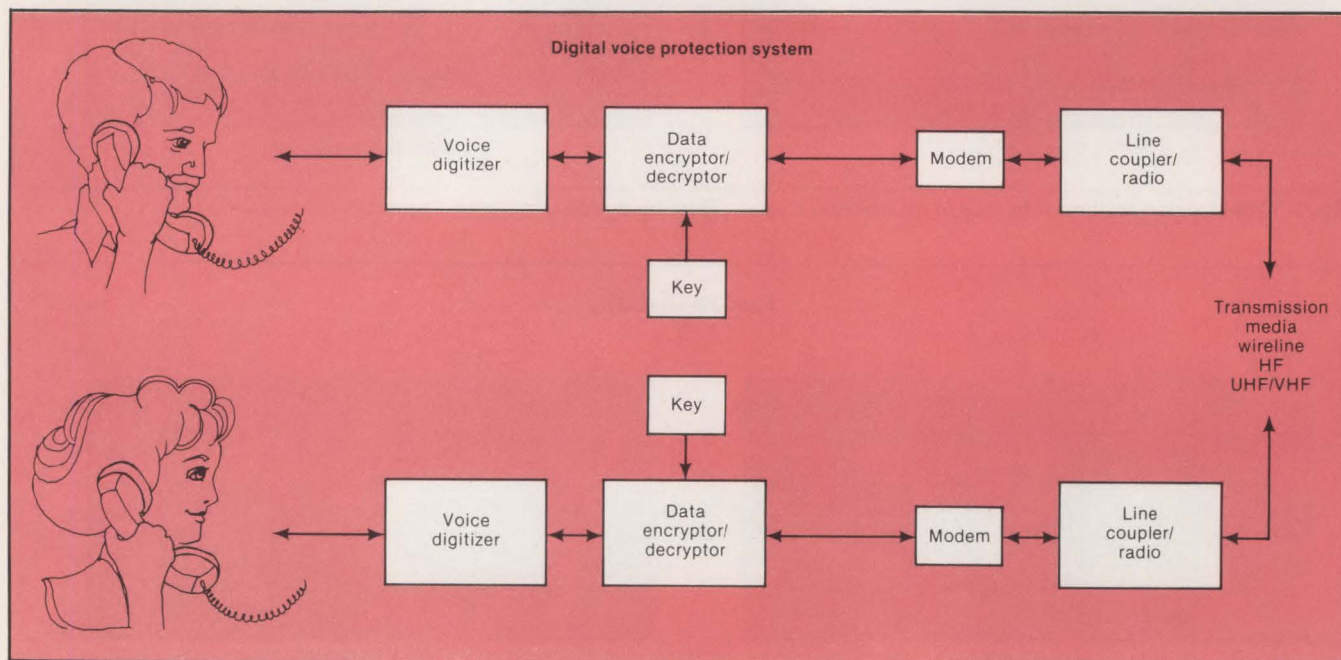 Digital voice protection system
Voice
digitizer
Data
encryptor/
decryptor
Modem
Line
coupler/
radio
Key
Transmission
media
wireline
HF
UHF/VHF
Key
Voice
digitizer
Data
encryptor/
decryptor
Modem
Line
coupler/
radio